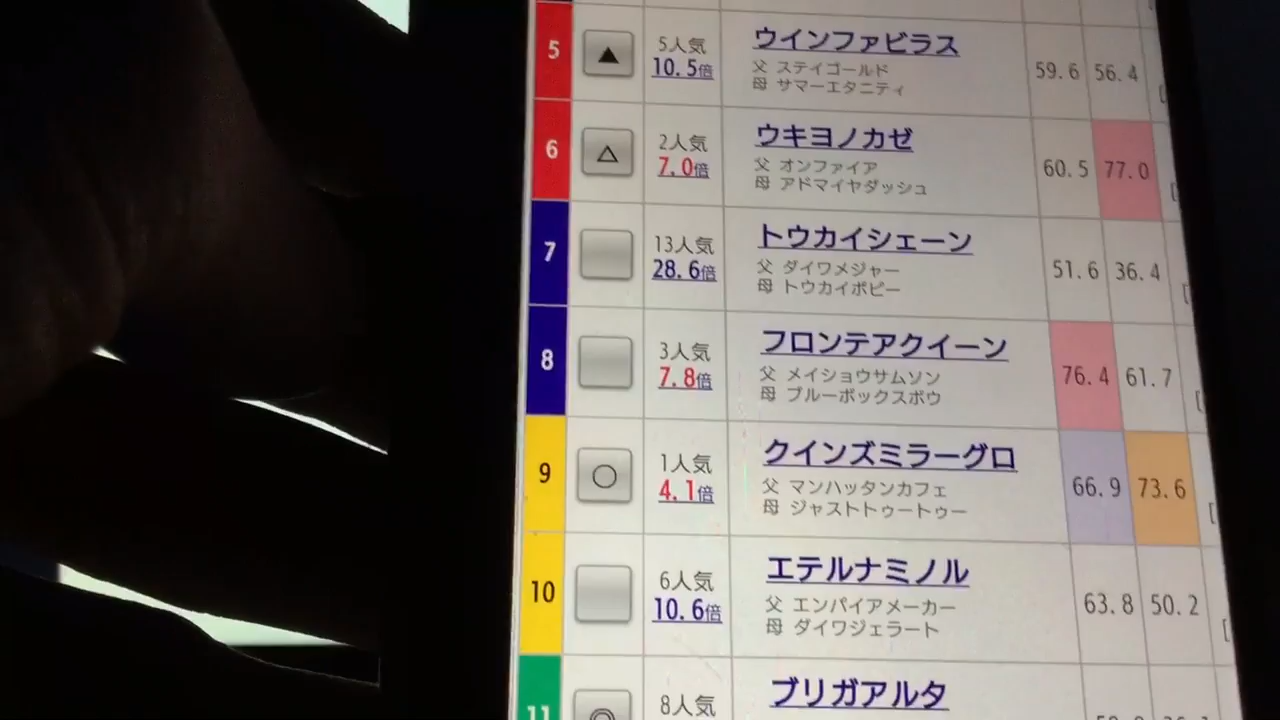 5 ▲ 5人気 ウインファビラス 59.6 56.4
10.5倍 父 ステイゴールド
母 サマーエタニティ
6 △ 2人気 ウキヨノカゼ 60.5 77.0
7.0倍 父 オンファイア
母 アドマイヤダッシュ
7 13人気 トウカイシェーン 51.6 36.4
28.6倍 父 ダイワメジャー
母 トウカイポピー
8 3人気 フロンテアクイーン 76.4 61.7
7.8倍 父 メイショウサムソン
母 ブルーボックスボウ
9 ○ 1人気 クインズミラーグロ 66.9 73.6
4.1倍 父 マンハッタンカフェ
母 ジャストトゥートゥー
10 6人気 エテルナミノル 63.8 50.2
10.6倍 父 エンパイアメーカー
母 ダイワジェラート
11 ◎ 8人気 ブリガアルタ